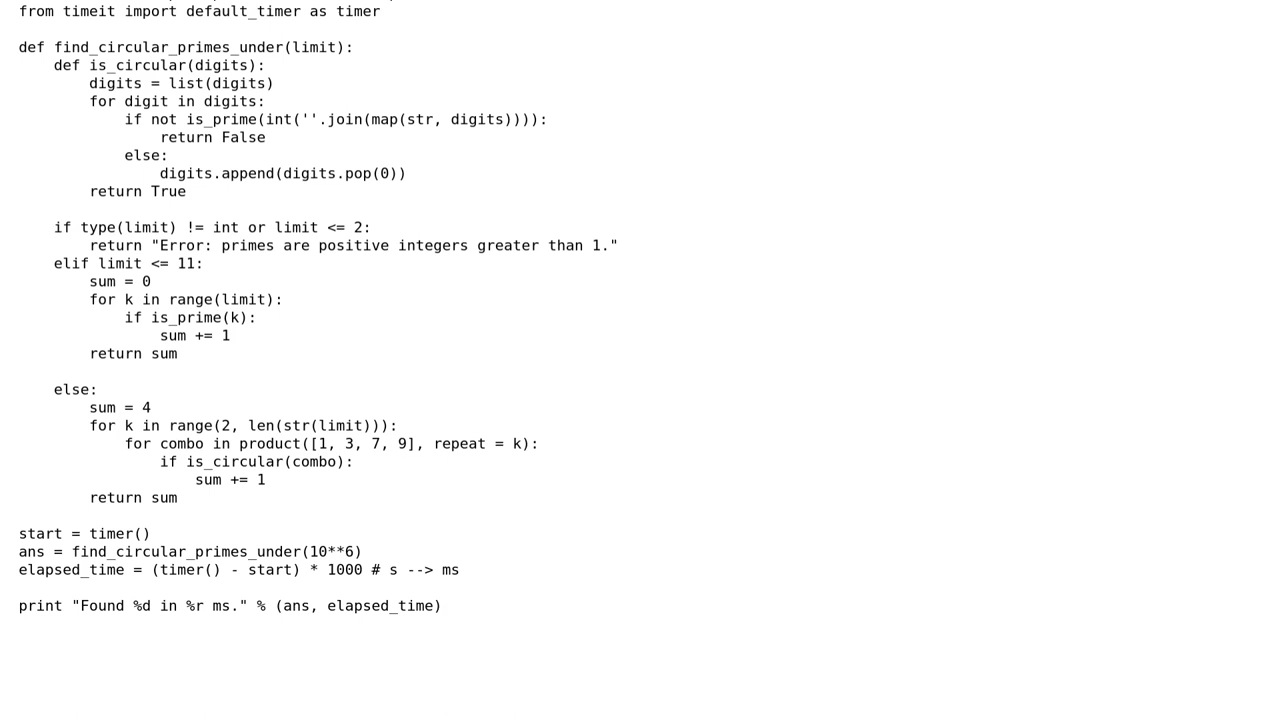 from timeit import default_timer as timer

def find_circular_primes_under(limit):
    def is_circular(digits):
        digits = list(digits)
        for digit in digits:
            if not is_prime(int(''.join(map(str, digits)))):
                return False
            else:
                digits.append(digits.pop(0))
        return True

    if type(limit) != int or limit <= 2:
        return "Error: primes are positive integers greater than 1."
    elif limit <= 11:
        sum = 0
        for k in range(limit):
            if is_prime(k):
                sum += 1
        return sum

    else:
        sum = 4
        for k in range(2, len(str(limit))):
            for combo in product([1, 3, 7, 9], repeat = k):
                if is_circular(combo):
                    sum += 1
        return sum

start = timer()
ans = find_circular_primes_under(10**6)
elapsed_time = (timer() - start) * 1000 # s --> ms

print "Found %d in %r ms." % (ans, elapsed_time)